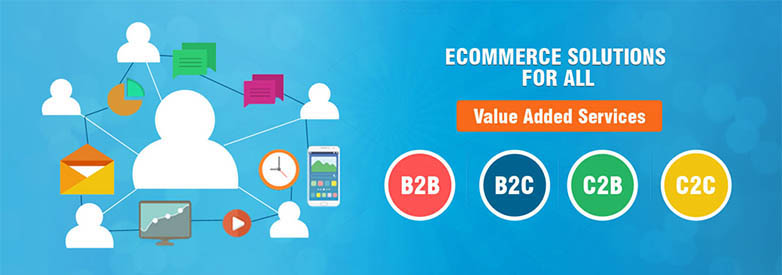 ECOMMERCE SOLUTIONS
FOR ALL
Value Added Services
B2B B2C C2B C2C